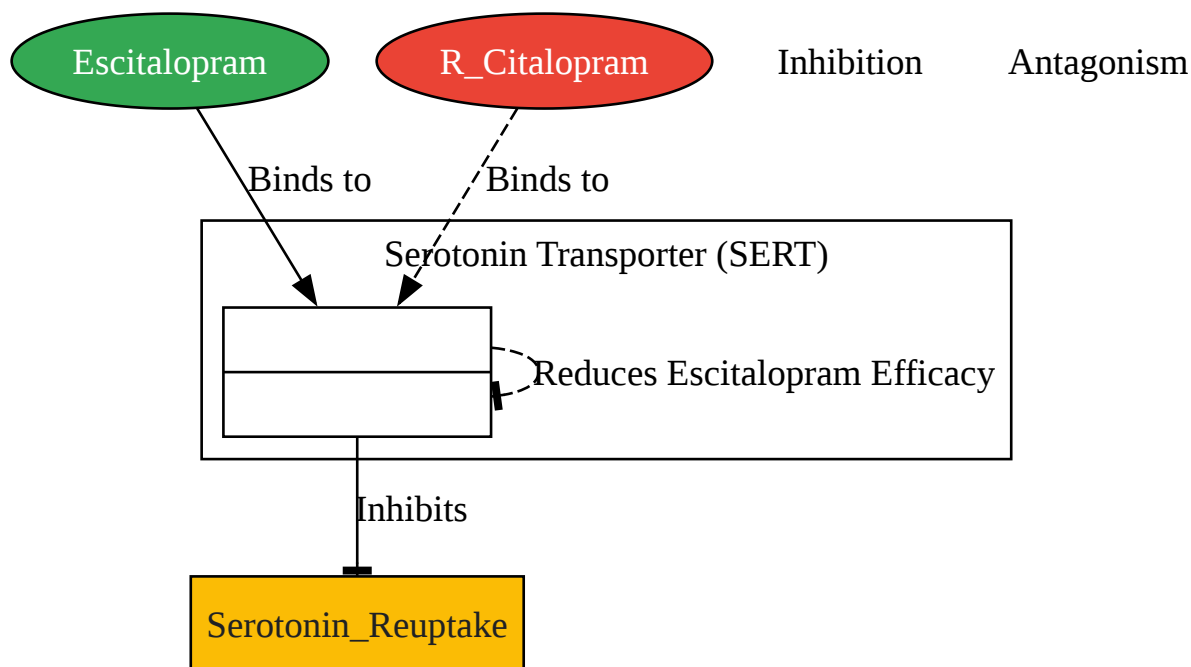 Escitalopram
R_Citalopram
Inhibition
Antagonism
Binds to
Binds to
Serotonin Transporter (SERT)
Reduces Escitalopram Efficacy
Inhibits
Serotonin_Reuptake